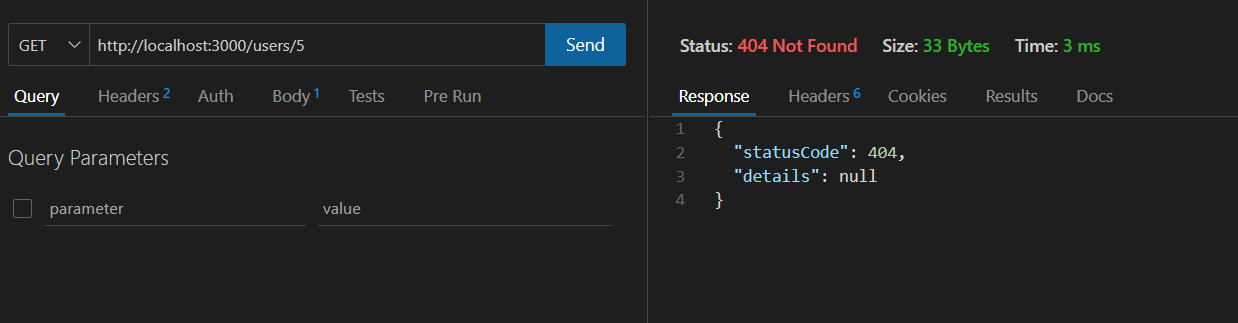 GET http://localhost:3000/users/5 Send
Query Headers 2 Auth Body 1 Tests Pre Run
Query Parameters
parameter value
Status: 404 Not Found Size: 33 Bytes Time: 3 ms
Response Headers 6 Cookies Results Docs
1 {
2 "statusCode": 404,
3 "details": null
4 }